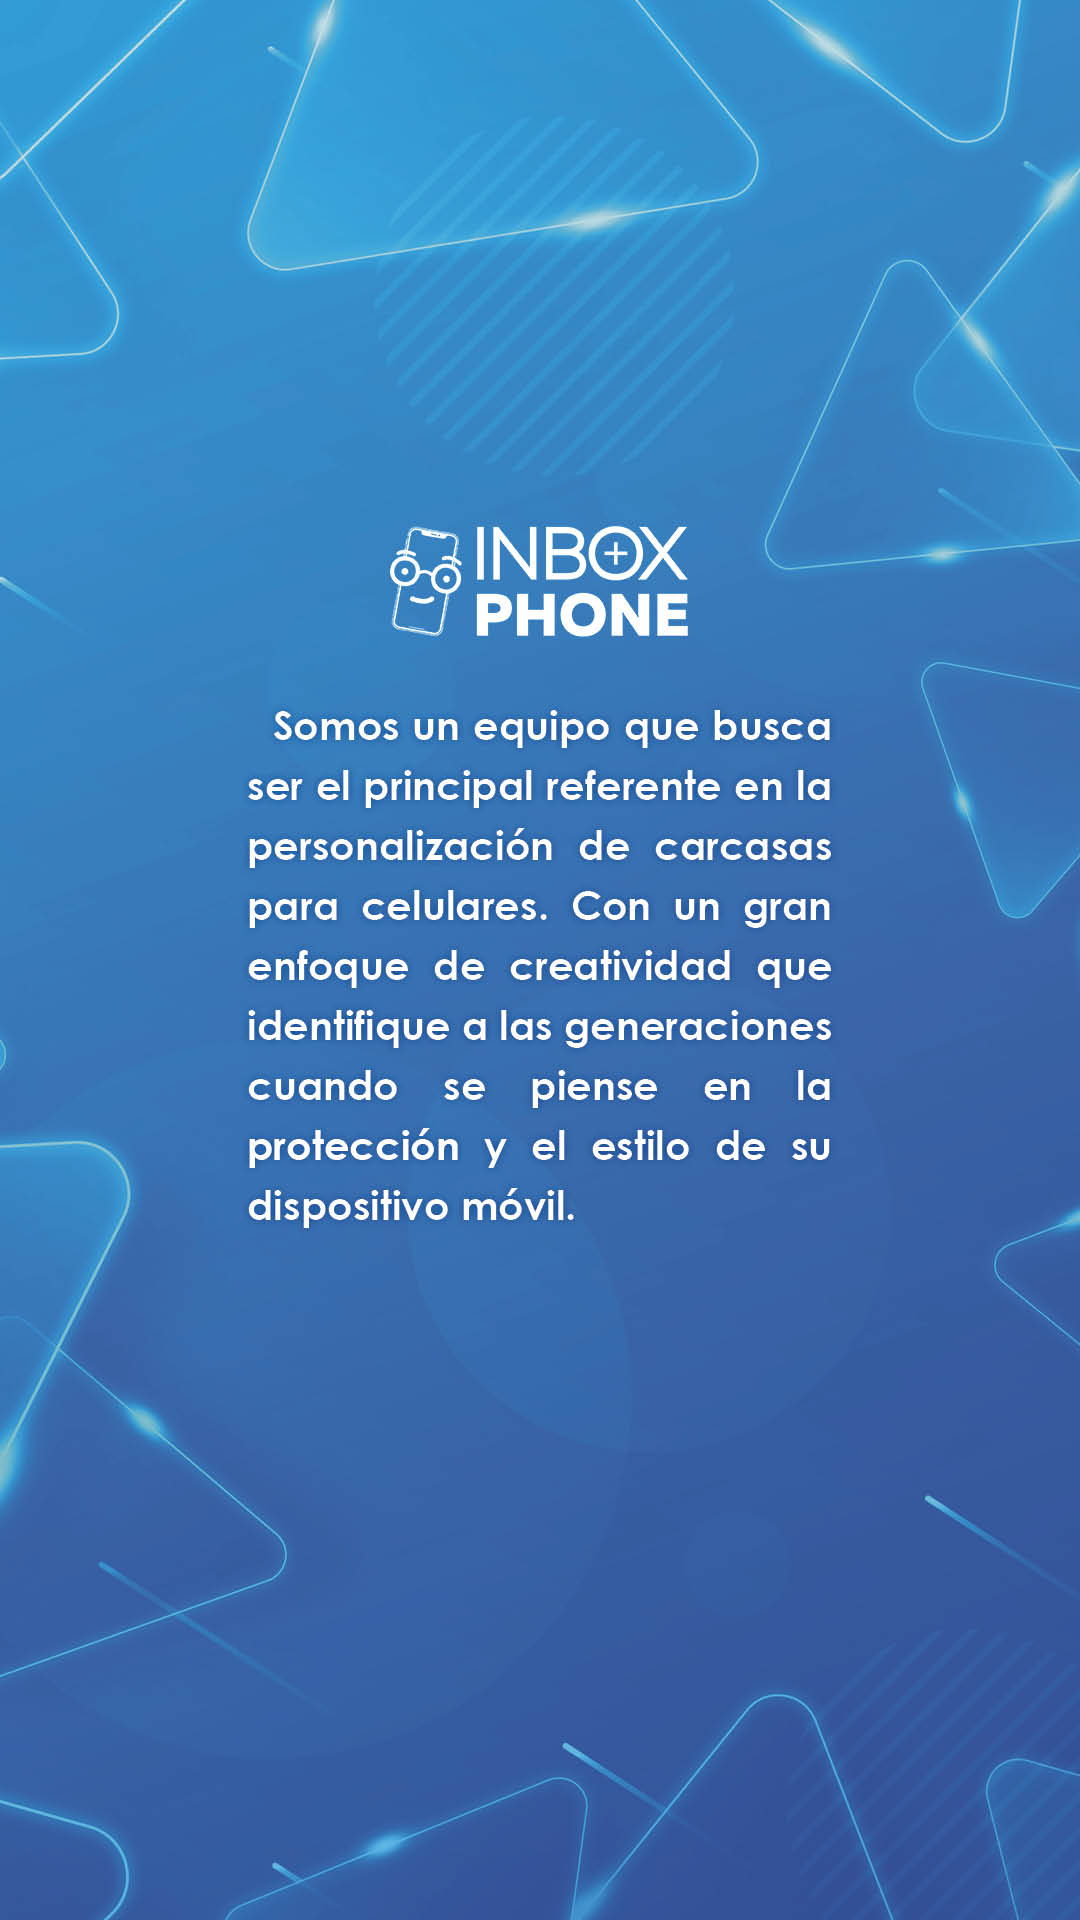 INBOX
PHONE
Somos un equipo que busca
ser el principal referente en la
personalización de carcasas
para celulares. Con un gran
enfoque de creatividad que
identifique a las generaciones
cuando se piense en la
protección y el estilo de su
dispositivo móvil.